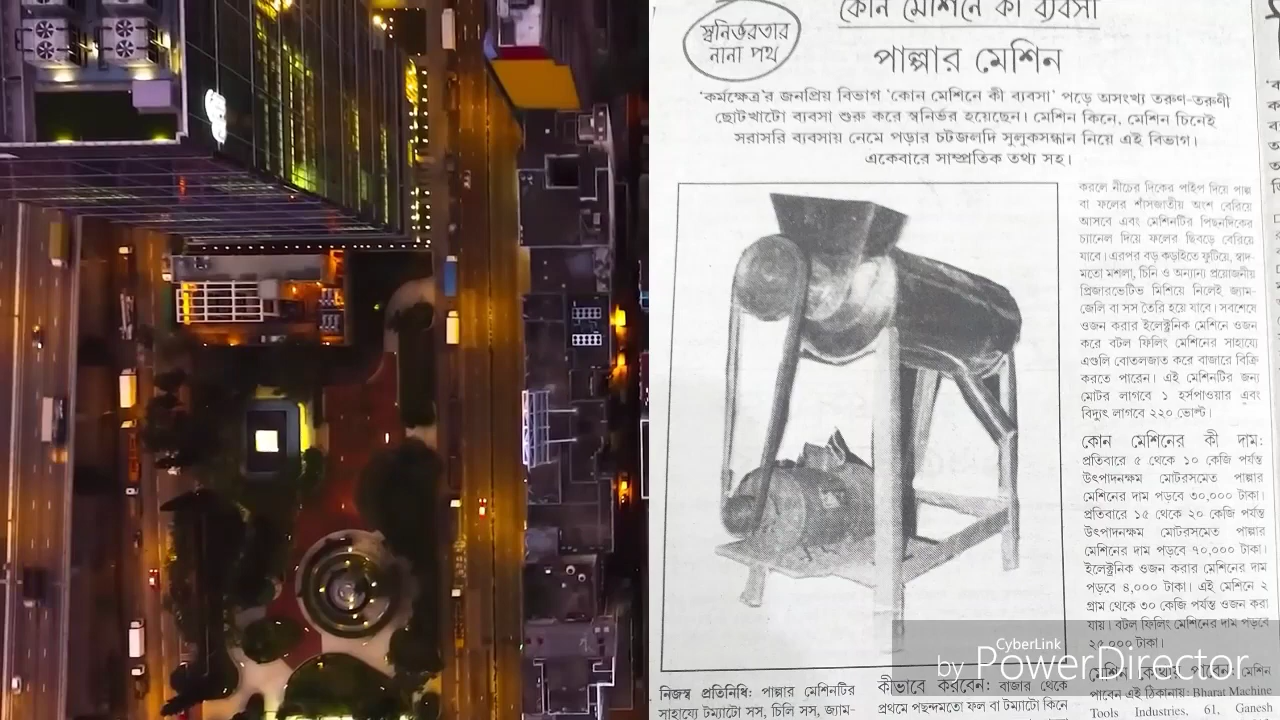 কোন মেশিনে কী ব্যবসা
স্বনির্ভরতার
নানা পথ
পাল্পার মেশিন
'কর্মক্ষেত্র'র জনপ্রিয় বিভাগ 'কোন মেশিনে কী ব্যবসা' পড়ে অসংখ্য তরুণ-তরুণী
ছোটখাটো ব্যবসা শুরু করে স্বনির্ভর হয়েছেন। মেশিন কিনে, মেশিন চিনেই
সরাসরি ব্যবসায় নেমে পড়ার চটজলদি সুলুকসন্ধান নিয়ে এই বিভাগ।
একেবারে সাম্প্রতিক তথ্য সহ।
করলে নীচের দিকের পাইপ দিয়ে পাল্প
বা ফলের শাঁসজাতীয় অংশ বেরিয়ে
আসবে এবং মেশিনটির পিছনদিকের
চ্যানেল দিয়ে ফলের ছিবড়ে বেরিয়ে
যাবে। এরপর বড় কড়াইতে ফুটিয়ে, স্বাদ-
মতো মশলা, চিনি ও অন্যান্য প্রয়োজনীয়
প্রিজারভেটিভ মিশিয়ে নিলেই জ্যাম-
জেলি বা সস তৈরি হয়ে যাবে। সবশেষে
ওজন করার ইলেক্ট্রনিক মেশিনে ওজন
করে বটল ফিলিং মেশিনের সাহায্যে
এগুলি বোতলজাত করে বাজারে বিক্রি
করতে পারেন। এই মেশিনটির জন্য
মোটর লাগবে ১ হর্সপাওয়ার এবং
বিদ্যুৎ লাগবে ২২০ ভোল্ট।
কোন মেশিনের কী দাম:
প্রতিবারে ৫ থেকে ১০ কেজি পর্যন্ত
উৎপাদনক্ষম মোটরসমেত পাল্পার
মেশিনের দাম পড়বে ৩০,০০০ টাকা।
প্রতিবারে ১৫ থেকে ২০ কেজি পর্যন্ত
উৎপাদনক্ষম মোটরসমেত পাল্পার
মেশিনের দাম পড়বে ৭০,০০০ টাকা।
ইলেক্ট্রনিক ওজন করার মেশিনের দাম
পড়বে ৪,০০০ টাকা। এই মেশিনে ২
গ্রাম থেকে ৩০ কেজি পর্যন্ত ওজন করা
যায়। বটল ফিলিং মেশিনের দাম পড়বে
২৫,০০০ টাকা।
মেশিন কোথায় পাবেন: মেশিন
পাবেন এই ঠিকানায়: Bharat Machine
Tools Industries, 61, Ganesh
নিজস্ব প্রতিনিধি: পাল্পার মেশিনটির
সাহায্যে টম্যাটো সস, চিলি সস, জ্যাম-
কীভাবে করবেন: বাজার থেকে
প্রথমে পছন্দমতো ফল বা টম্যাটো কিনে
CyberLink
by PowerDirector